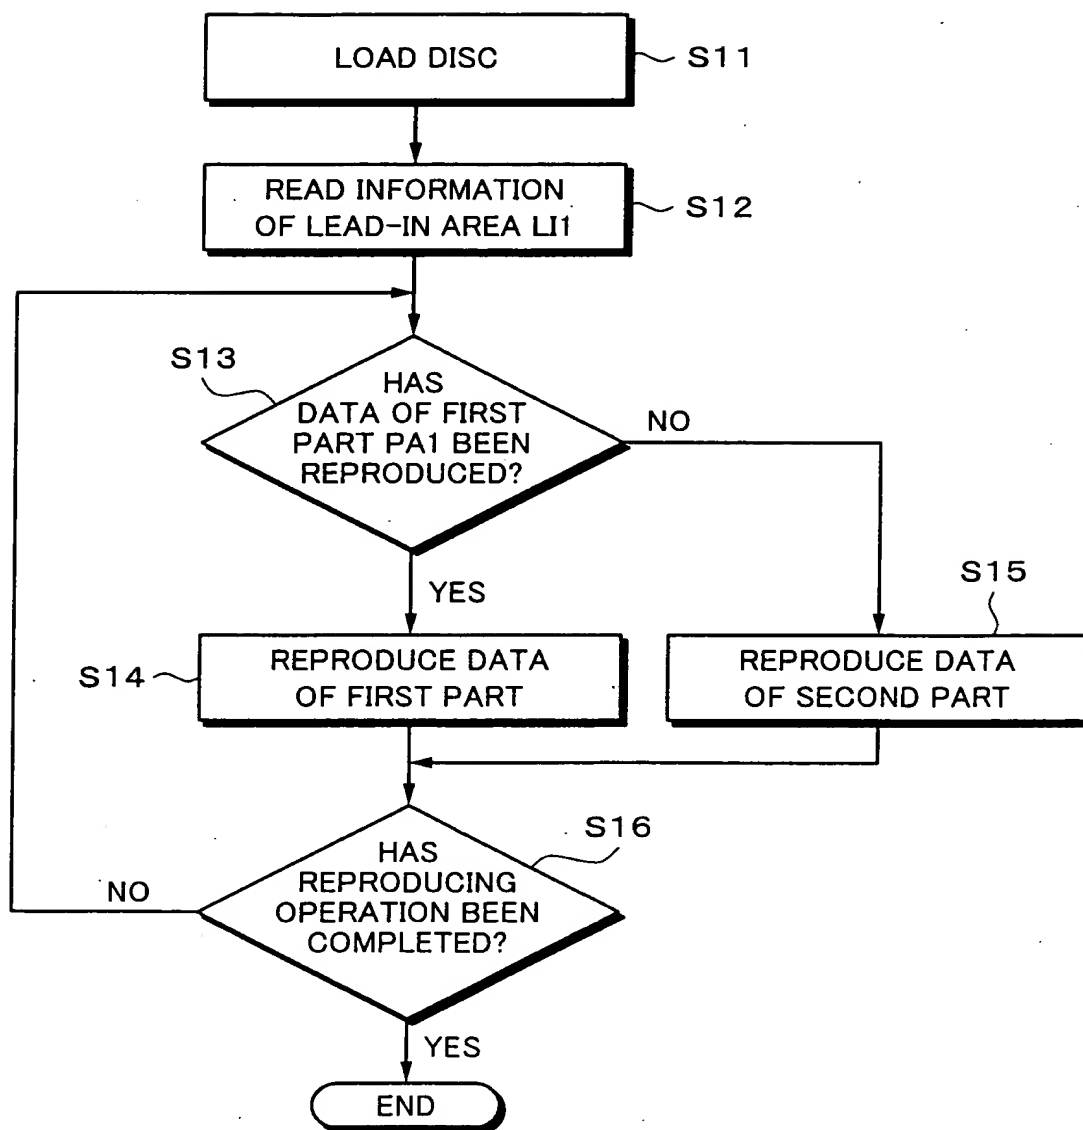 LOAD DISC
S11
READ INFORMATION
OF LEAD-IN AREA LI1
S12
S13
HAS
DATA OF FIRST
PART PA1 BEEN
REPRODUCED?
NO
YES
S15
S14
REPRODUCE DATA
OF FIRST PART
REPRODUCE DATA
OF SECOND PART
S16
HAS
REPRODUCING
OPERATION BEEN
COMPLETED?
NO
YES
END